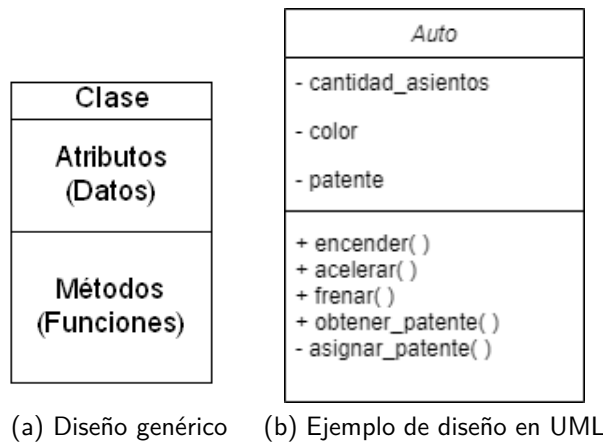 Clase
Atributos
(Datos)
Métodos
(Funciones)
Auto
- cantidad_asientos
- color
- patente
+ encender( )
+ acelerar( )
+ frenar( )
+ obtener_patente( )
- asignar_patente( )
(a) Diseño genérico
(b) Ejemplo de diseño en UML